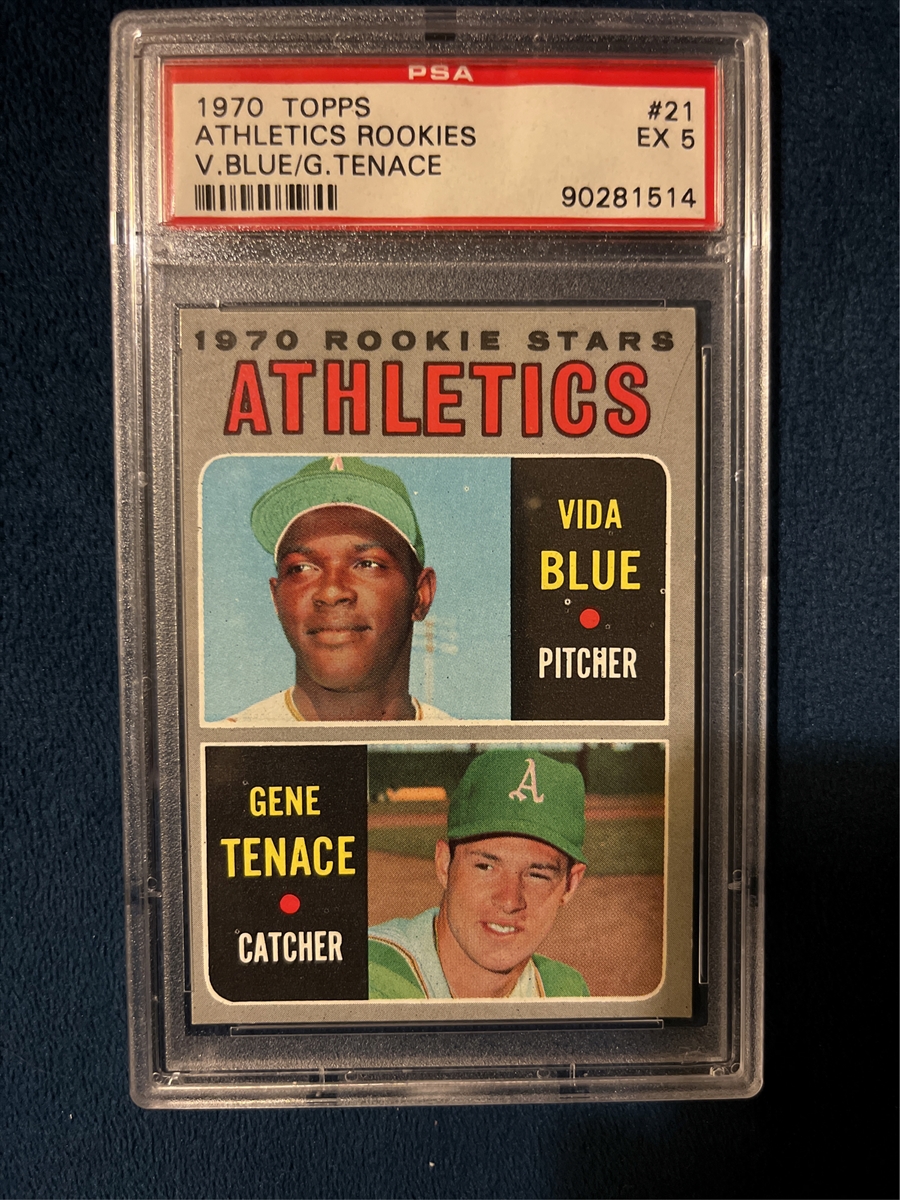 PSA
1970 TOPPS #21
ATHLETICS ROOKIES EX 5
V.BLUE/G.TENACE
90281514
1970 ROOKIE STARS
ATHLETICS
A
VIDA
BLUE
PITCHER
GENE
TENACE
CATCHER
A